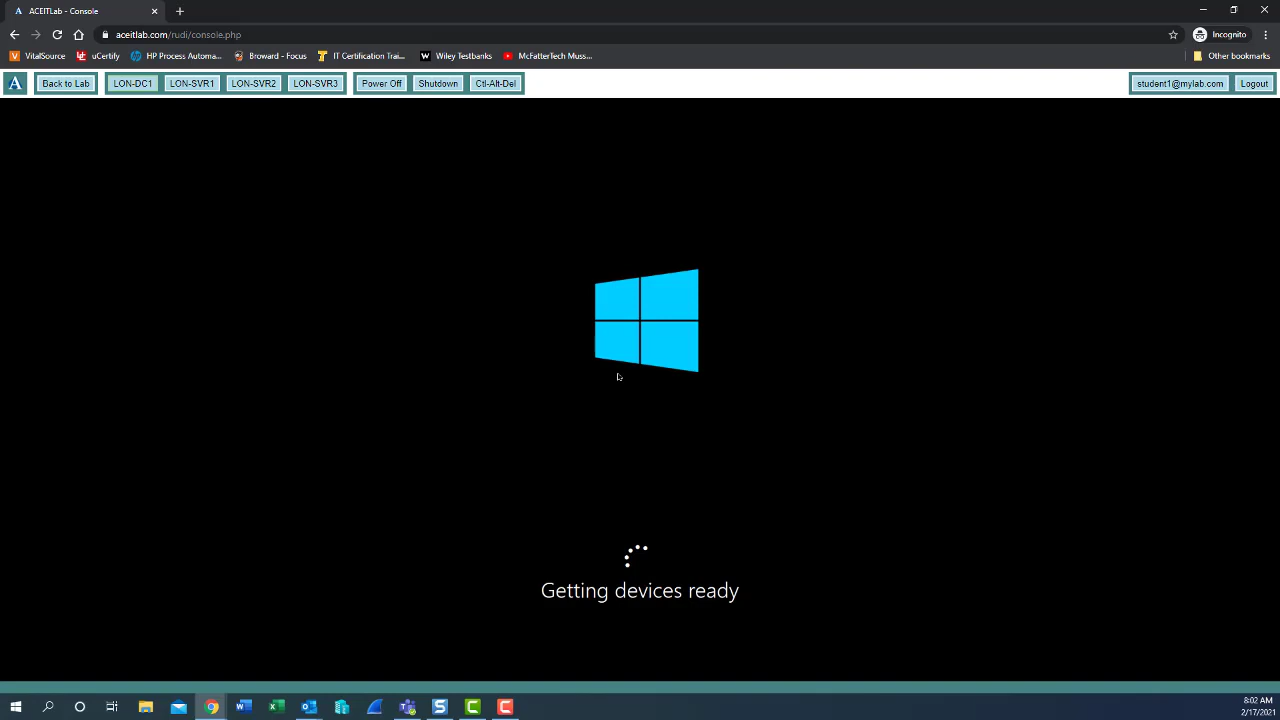 ACEITLab - Console
aceitlab.com/rudi/console.php
Incognito
VitalSource
uCertify
HP Process Automa...
Broward - Focus
IT Certification Trai...
Wiley Testbanks
McFatterTech Muss...
Other bookmarks
Back to Lab
LON-DC1
LON-SVR1
LON-SVR2
LON-SVR3
Power Off
Shutdown
Ctl-Alt-Del
student1@mylab.com
Logout
Getting devices ready
8:02 AM
2/17/2021